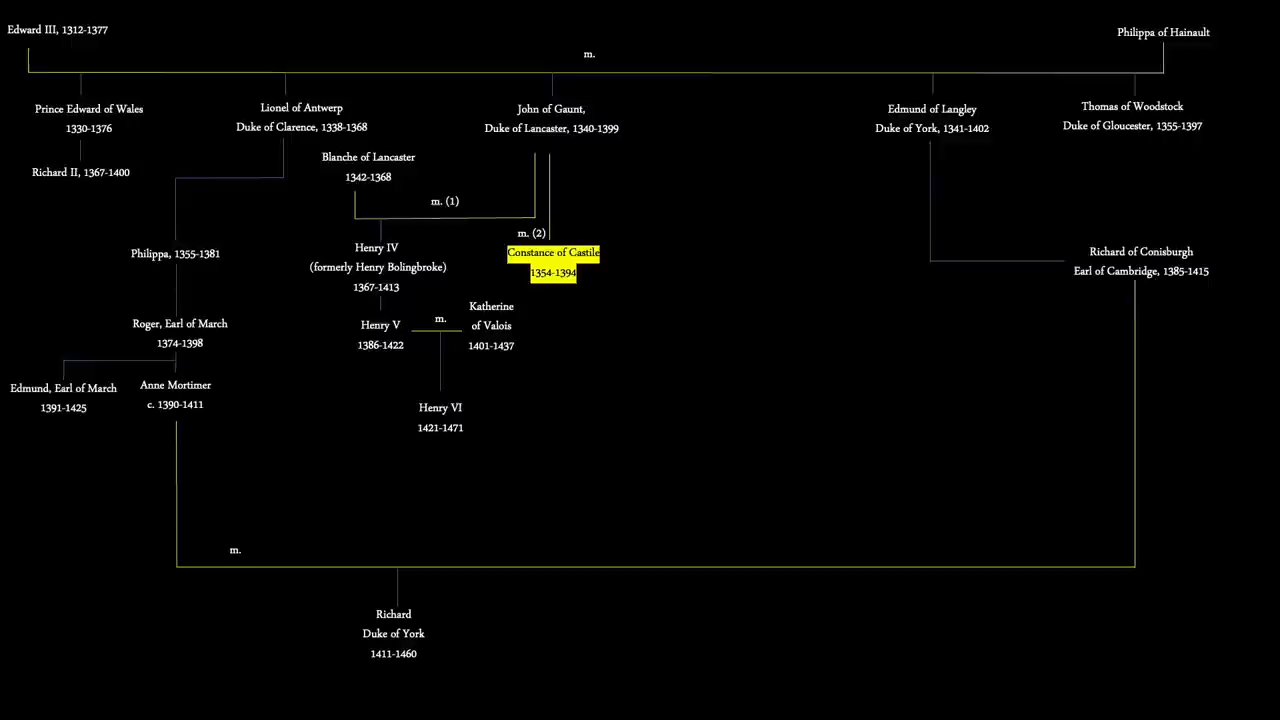 Edward III, 1312-1377
Philippa of Hainault
m.
Prince Edward of Wales
1330-1376
Lionel of Antwerp
Duke of Clarence, 1338-1368
John of Gaunt,
Duke of Lancaster, 1340-1399
Edmund of Langley
Duke of York, 1341-1402
Thomas of Woodstock
Duke of Gloucester, 1355-1397
Richard II, 1367-1400
Blanche of Lancaster
1342-1368
m. (1)
m. (2)
Philippa, 1355-1381
Henry IV
(formerly Henry Bolingbroke)
1367-1413
Constance of Castile
1354-1394
Richard of Conisburgh
Earl of Cambridge, 1385-1415
Roger, Earl of March
1374-1398
Henry V
1386-1422
m.
Katherine
of Valois
1401-1437
Edmund, Earl of March
1391-1425
Anne Mortimer
c. 1390-1411
Henry VI
1421-1471
m.
Richard
Duke of York
1411-1460